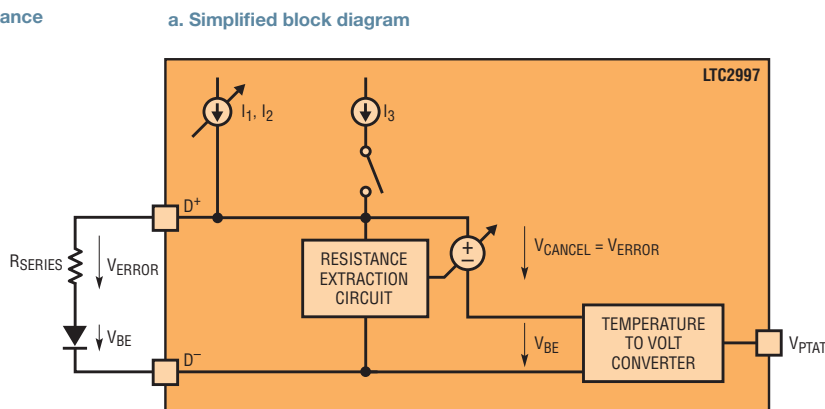 ance
a. Simplified block diagram
LTC2997
I1, I2
I3
D+
RSERIES
VERROR
RESISTANCE
EXTRACTION
CIRCUIT
+
–
VCANCEL = VERROR
VBE
D–
VBE
TEMPERATURE
TO VOLT
CONVERTER
VPTAT